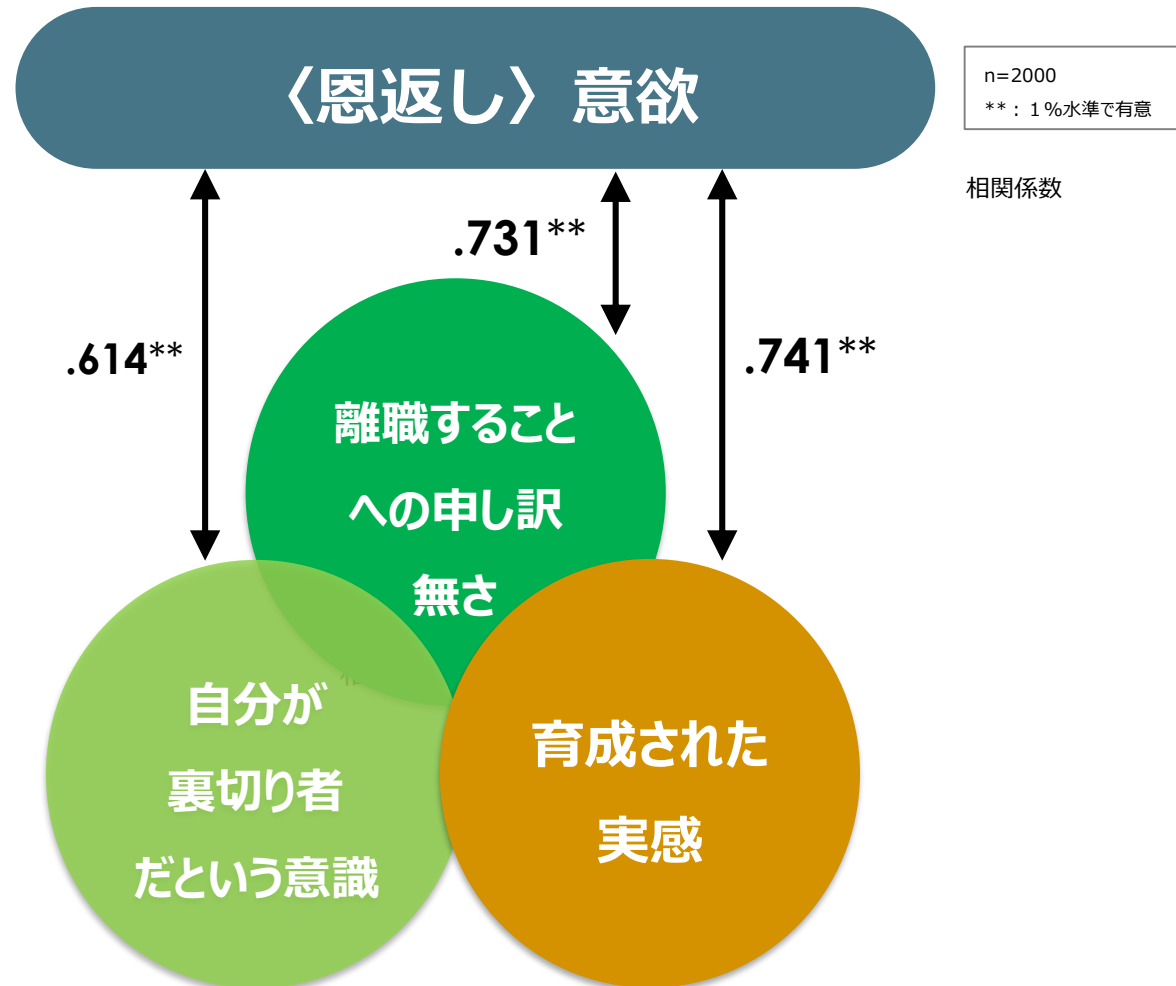 〈恩返し〉意欲
n=2000
**：1%水準で有意
相関係数
.731**
.614**
.741**
離職すること
への申し訳
無さ
自分が
裏切り者
だという意識
育成された
実感